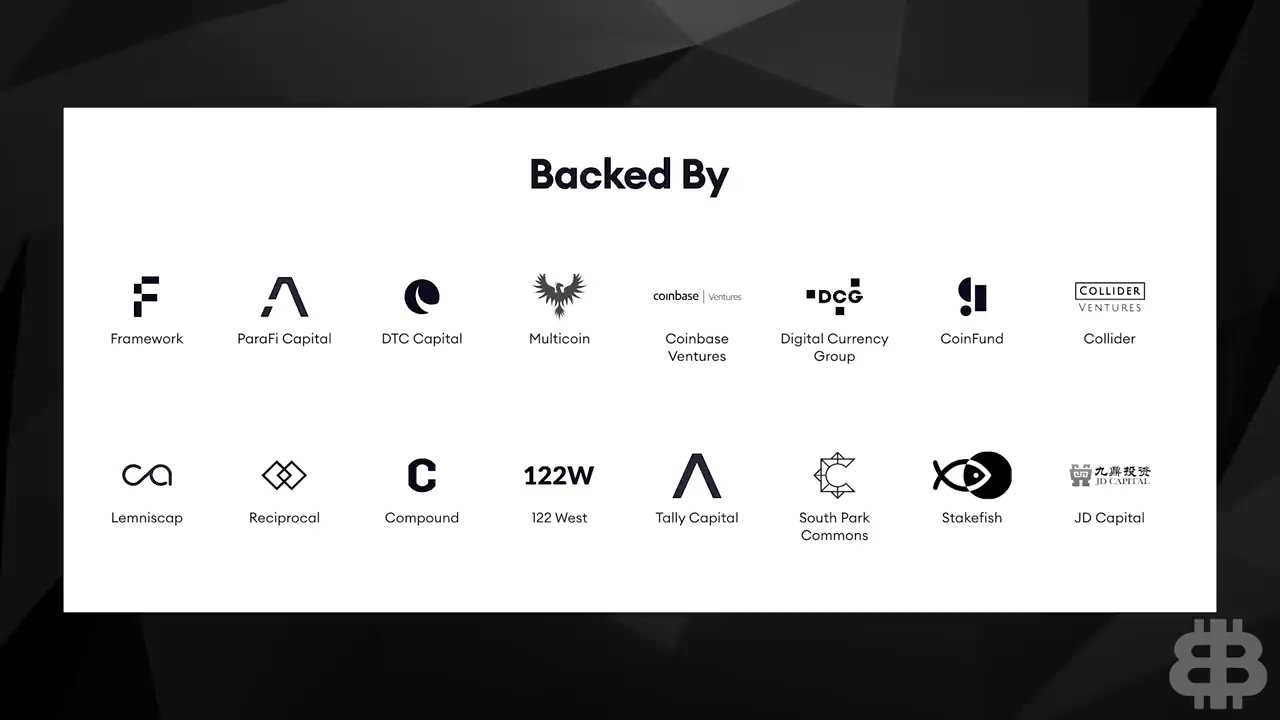 Backed By
coinbase | Ventures
DCG
COLLIDER
VENTURES
Framework
ParaFi Capital
DTC Capital
Multicoin
Coinbase
Ventures
Digital Currency
Group
CoinFund
Collider
122W
九鼎投资
JD CAPITAL
Lemniscap
Reciprocal
Compound
122 West
Tally Capital
South Park
Commons
Stakefish
JD Capital